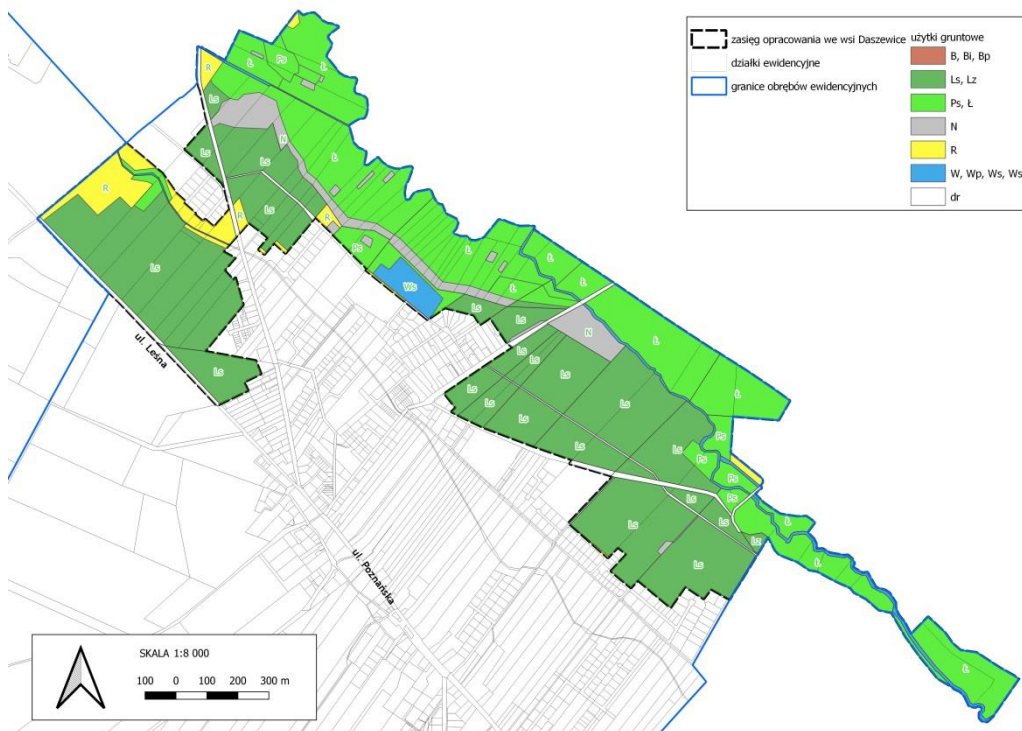 zasięg opracowania we wsi Daszewice
działki ewidencyjne
granice obrębów ewidencyjnych
użytki gruntowe
B, Bi, Bp
Ls, Lz
Ps, Ł
N
R
W, Wp, Ws, Ws
dr
Ps
Ł
Ł
R
Ls
N
Ls
Ls
Ł
R
Ls
R
Ps
Ł
Ł
Ł
Ls
Ws
Ł
Ł
Ls
Ls
N
Ł
ul. Leśna
Ls
Ls
Ls
Ls
Ł
Ls
Ls
Ls
Ls
Ps
Ls
Ls
Ps
Ps
Ls
Ps
Ls
Ls
Ł
Lz
Ls
Ł
ul. Poznańska
Ł
SKALA 1:8 000
100 0 100 200 300 m